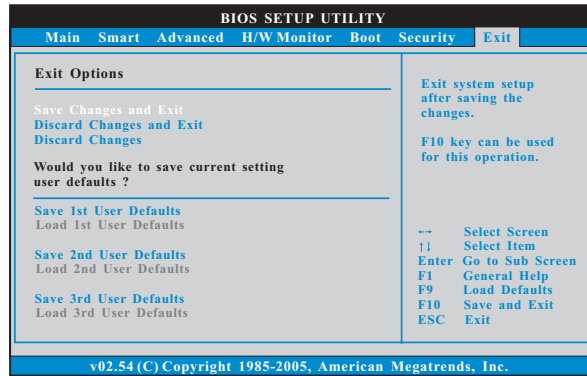 BIOS SETUP UTILITY
Main Smart Advanced H/W Monitor Boot Security Exit
Exit Options
Save Changes and Exit
Discard Changes and Exit
Discard Changes
Would you like to save current setting
user defaults ?
Save 1st User Defaults
Load 1st User Defaults
Save 2nd User Defaults
Load 2nd User Defaults
Save 3rd User Defaults
Load 3rd User Defaults
Exit system setup
after saving the
changes.
F10 key can be used
for this operation.
←→ Select Screen
↑↓ Select Item
Enter Go to Sub Screen
F1 General Help
F9 Load Defaults
F10 Save and Exit
ESC Exit
v02.54 (C) Copyright 1985-2005, American Megatrends, Inc.